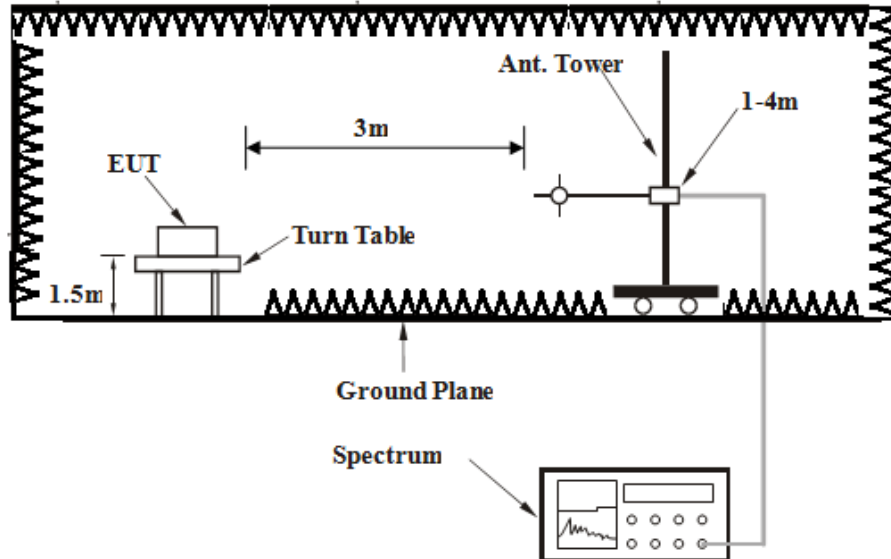 Ant. Tower
1-4m
3m
EUT
Turn Table
1.5m
Ground Plane
Spectrum